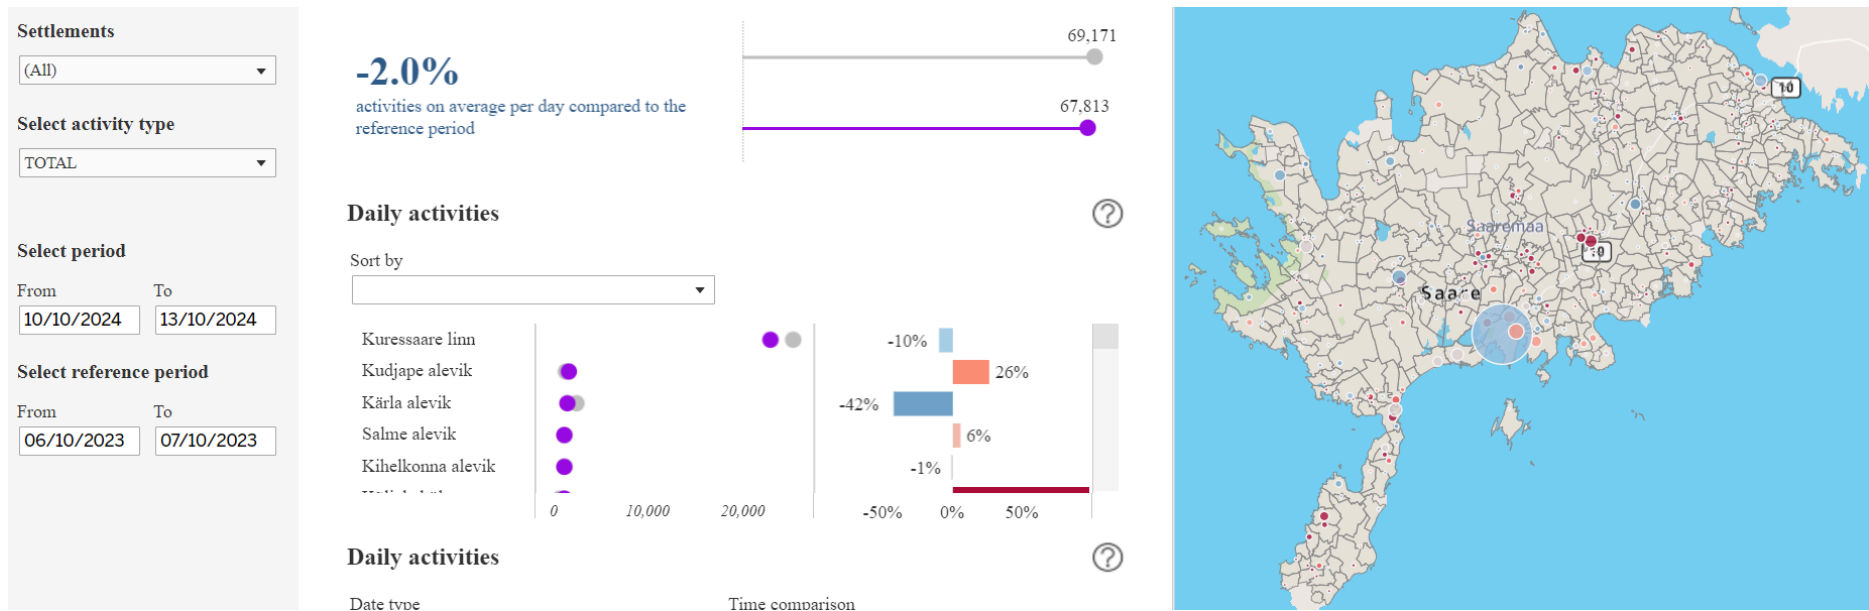 Settlements
(All)
Select activity type
TOTAL
Select period
From To
10/10/2024 13/10/2024
Select reference period
From To
06/10/2023 07/10/2023
-2.0%
activities on average per day compared to the
reference period
69,171
67,813
Daily activities
?
Sort by
Kuressaare linn -10%
Kudjape alevik 26%
Kärla alevik -42%
Salme alevik 6%
Kihelkonna alevik -1%
0 10,000 20,000 -50% 0% 50%
Daily activities
?
Date type Time comparison
10
Saaremaa
10
Saare